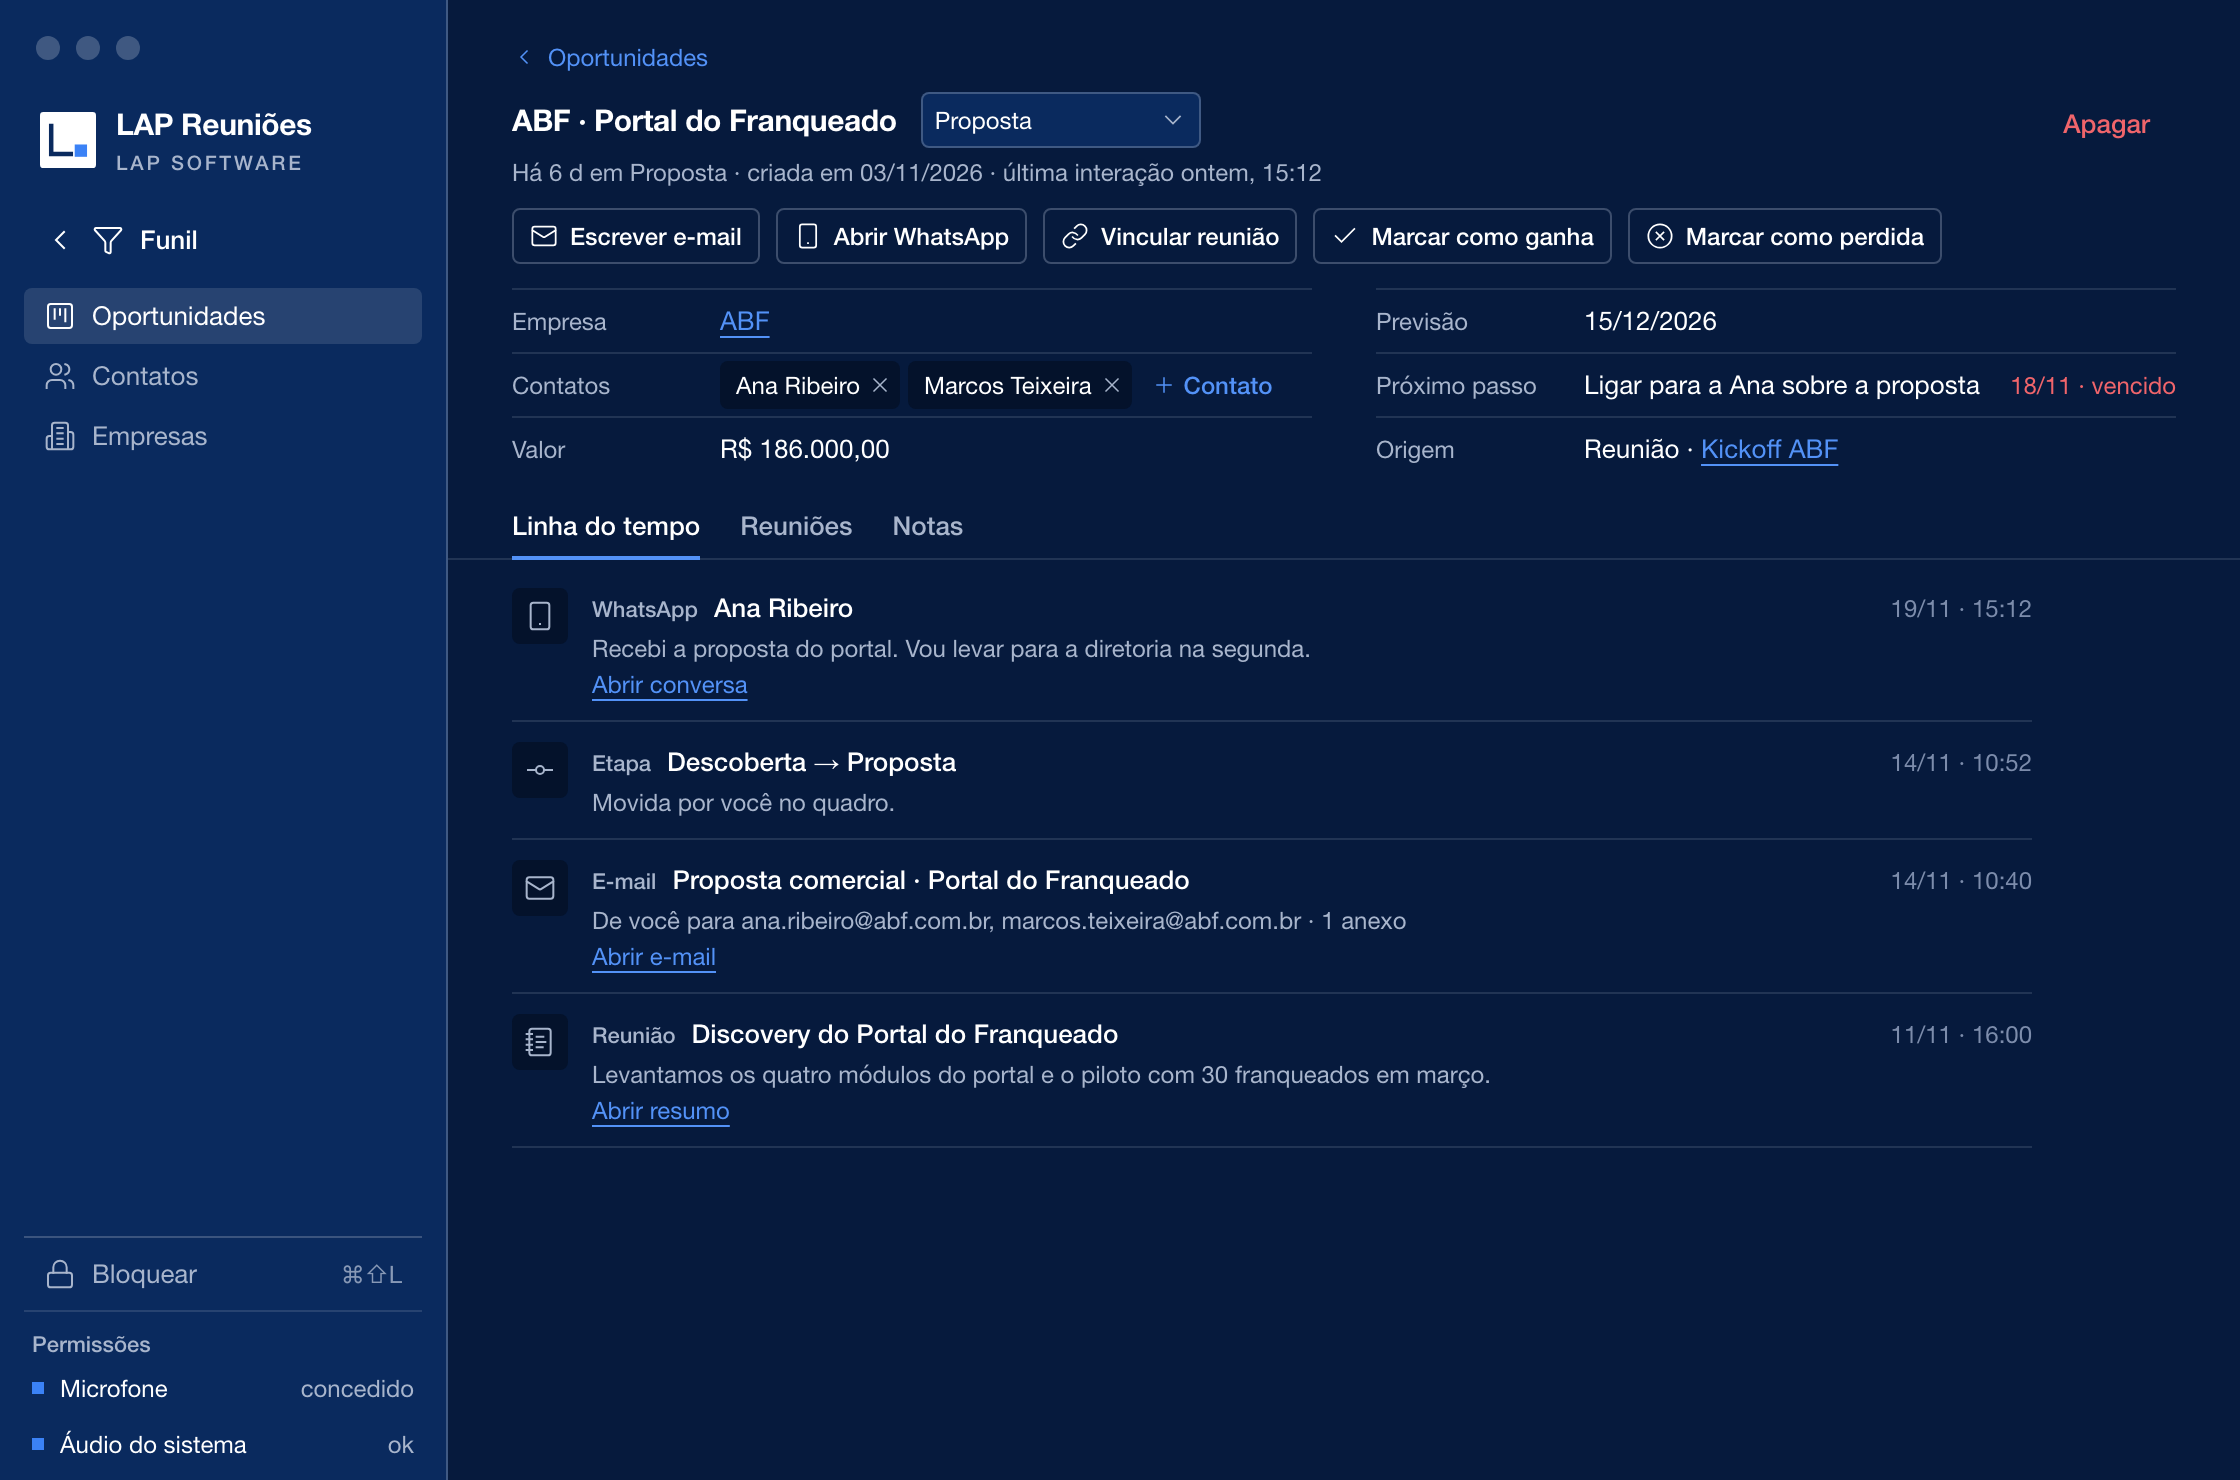 LAP Reuniões
LAP SOFTWARE
Funil
Oportunidades
Contatos
Empresas
Bloquear ⌘⇧L
Permissões
Microfone concedido
Áudio do sistema ok
Oportunidades
ABF · Portal do Franqueado Proposta
Apagar
Há 6 d em Proposta · criada em 03/11/2026 · última interação ontem, 15:12
Escrever e-mail Abrir WhatsApp Vincular reunião Marcar como ganha Marcar como perdida
Empresa ABF
Contatos Ana Ribeiro × Marcos Teixeira × + Contato
Valor R$ 186.000,00
Previsão 15/12/2026
Próximo passo Ligar para a Ana sobre a proposta 18/11 · vencido
Origem Reunião · Kickoff ABF
Linha do tempo Reuniões Notas
WhatsApp Ana Ribeiro 19/11 · 15:12
Recebi a proposta do portal. Vou levar para a diretoria na segunda.
Abrir conversa
Etapa Descoberta → Proposta 14/11 · 10:52
Movida por você no quadro.
E-mail Proposta comercial · Portal do Franqueado 14/11 · 10:40
De você para ana.ribeiro@abf.com.br, marcos.teixeira@abf.com.br · 1 anexo
Abrir e-mail
Reunião Discovery do Portal do Franqueado 11/11 · 16:00
Levantamos os quatro módulos do portal e o piloto com 30 franqueados em março.
Abrir resumo